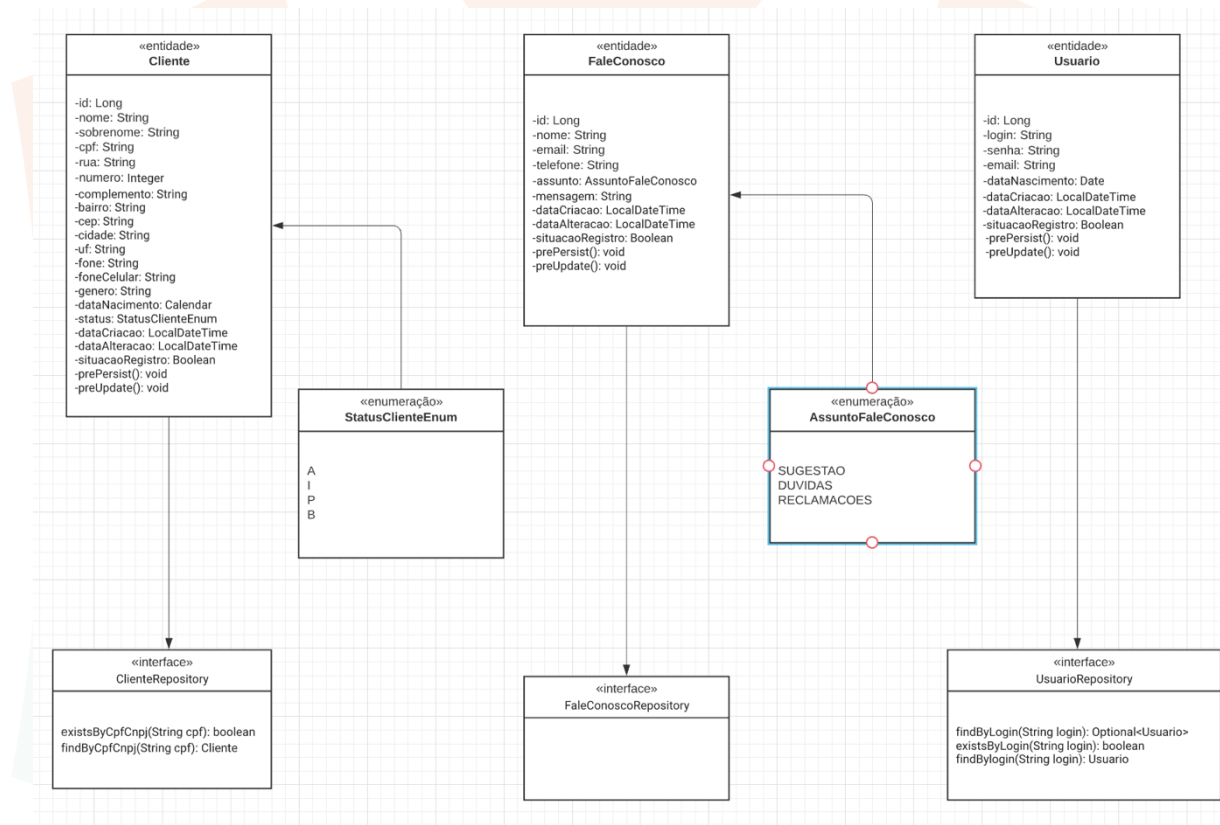 «entidade»
Cliente
-id: Long
-nome: String
-sobrenome: String
-cpf: String
-rua: String
-numero: Integer
-complemento: String
-bairro: String
-cep: String
-cidade: String
-uf: String
-fone: String
-foneCelular: String
-genero: String
-dataNacimento: Calendar
-status: StatusClienteEnum
-dataCriacao: LocalDateTime
-dataAlteracao: LocalDateTime
-situacaoRegistro: Boolean
-prePersist(): void
-preUpdate(): void
«entidade»
FaleConosco
-id: Long
-nome: String
-email: String
-telefone: String
-assunto: AssuntoFaleConosco
-mensagem: String
-dataCriacao: LocalDateTime
-dataAlteracao: LocalDateTime
-situacaoRegistro: Boolean
-prePersist(): void
-preUpdate(): void
«entidade»
Usuario
-id: Long
-login: String
-senha: String
-email: String
-dataNascimento: Date
-dataCriacao: LocalDateTime
-dataAlteracao: LocalDateTime
-situacaoRegistro: Boolean
-prePersist(): void
-preUpdate(): void
«enumeração»
StatusClienteEnum
A
I
P
B
«enumeração»
AssuntoFaleConosco
SUGESTAO
DUVIDAS
RECLAMACOES
«interface»
ClienteRepository
existsByCpfCnpj(String cpf): boolean
findByCpfCnpj(String cpf): Cliente
«interface»
FaleConoscoRepository
«interface»
UsuarioRepository
findByLogin(String login): Optional<Usuario>
existsByLogin(String login): boolean
findBylogin(String login): Usuario